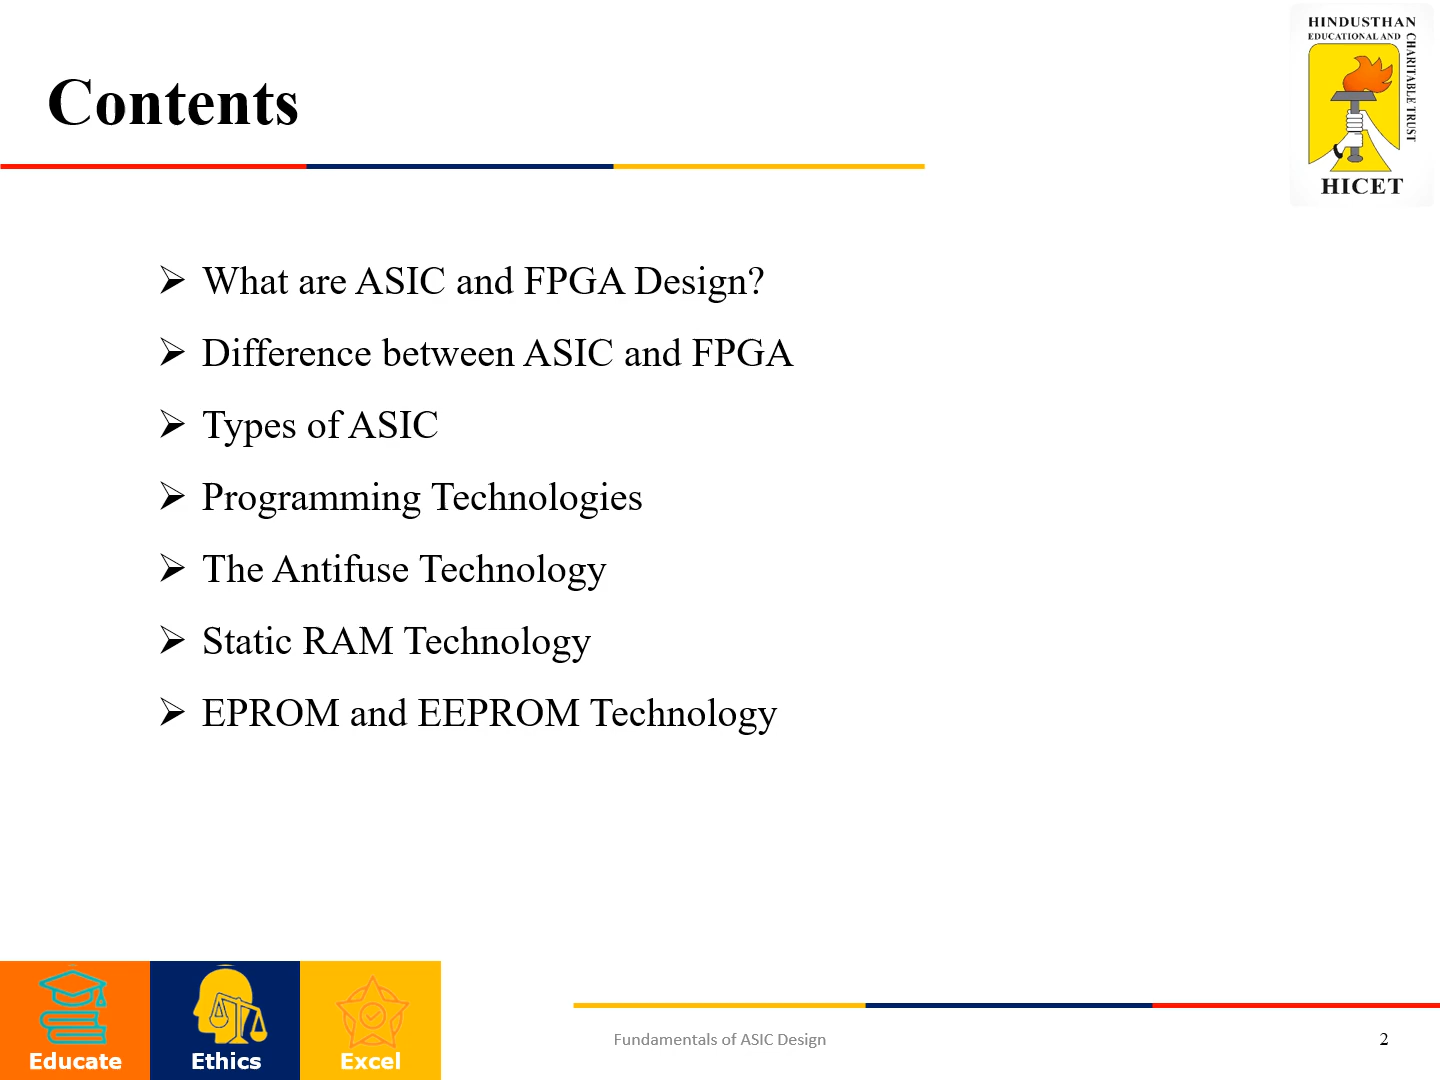 HINDUSTHAN
EDUCATIONAL AND
CHARITABLE TRUST
HICET
Contents
➢ What are ASIC and FPGA Design?
➢ Difference between ASIC and FPGA
➢ Types of ASIC
➢ Programming Technologies
➢ The Antifuse Technology
➢ Static RAM Technology
➢ EPROM and EEPROM Technology
Educate
Ethics
Excel
Fundamentals of ASIC Design
2